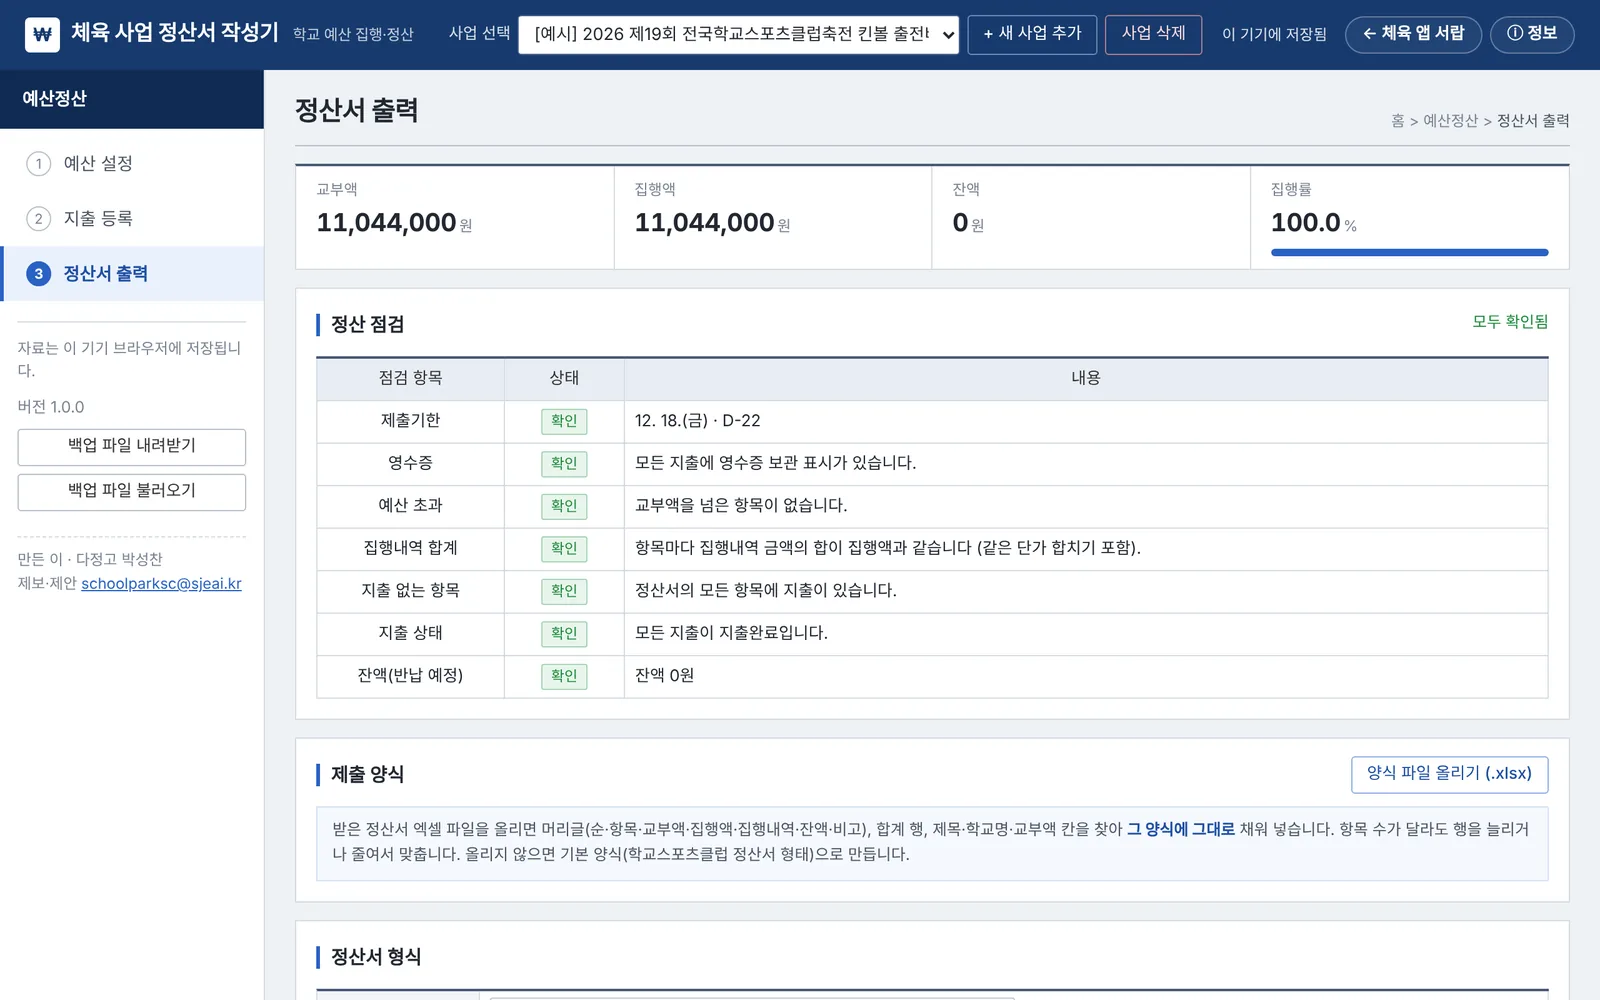 ₩ 체육 사업 정산서 작성기 학교 예산 집행·정산 사업 선택 [예시] 2026 제19회 전국학교스포츠클럽축전 킨볼 출전 + 새 사업 추가 사업 삭제 이 기기에 저장됨 ← 체육 앱 서랍 ⓘ 정보
예산정산
1 예산 설정
2 지출 등록
3 정산서 출력
자료는 이 기기 브라우저에 저장됩니
다.
버전 1.0.0
백업 파일 내려받기
백업 파일 불러오기
만든 이 · 다정고 박성찬
제보·제안 schoolparksc@sjeai.kr
정산서 출력
홈 > 예산정산 > 정산서 출력
교부액 집행액 잔액 집행률
11,044,000 원 11,044,000 원 0 원 100.0 %
정산 점검 모두 확인됨
점검 항목 상태 내용
제출기한 확인 12. 18.(금) · D-22
영수증 확인 모든 지출에 영수증 보관 표시가 있습니다.
예산 초과 확인 교부액을 넘은 항목이 없습니다.
집행내역 합계 확인 항목마다 집행내역 금액의 합이 집행액과 같습니다 (같은 단가 합치기 포함).
지출 없는 항목 확인 정산서의 모든 항목에 지출이 있습니다.
지출 상태 확인 모든 지출이 지출완료입니다.
잔액(반납 예정) 확인 잔액 0원
제출 양식 양식 파일 올리기 (.xlsx)
받은 정산서 엑셀 파일을 올리면 머리글(순·항목·교부액·집행액·집행내역·잔액·비고), 합계 행, 제목·학교명·교부액 칸을 찾아 그 양식에 그대로 채워 넣습니다. 항목 수가 달라도 행을 늘리거
나 줄여서 맞춥니다. 올리지 않으면 기본 양식(학교스포츠클럽 정산서 형태)으로 만듭니다.
정산서 형식